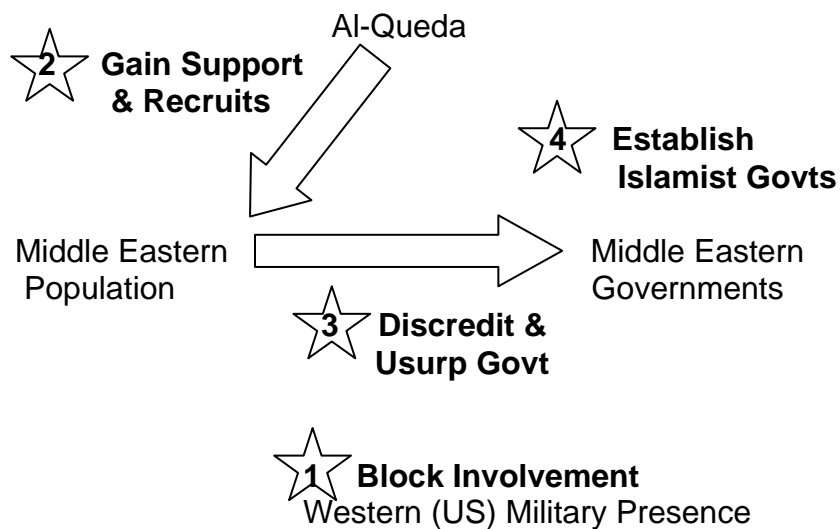 Al-Queda
2 Gain Support
& Recruits
4 Establish
Islamist Govts
Middle Eastern
Population
Middle Eastern
Governments
3 Discredit &
Usurp Govt
1 Block Involvement
Western (US) Military Presence